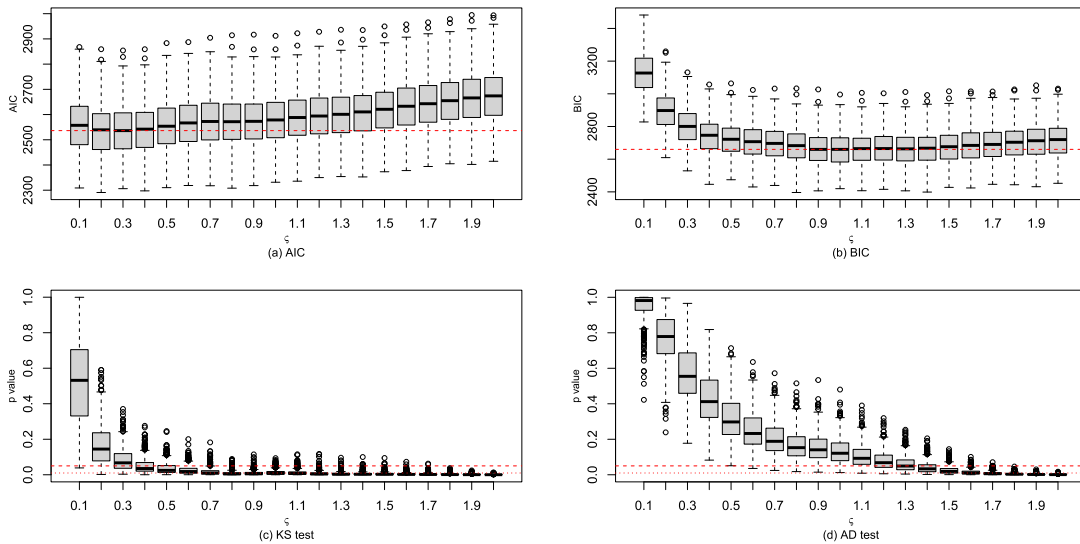 AIC
2300 2500 2700 2900
0.1 0.3 0.5 0.7 0.9 1.1 1.3 1.5 1.7 1.9
ς
(a) AIC
BIC
2400 2800 3200
0.1 0.3 0.5 0.7 0.9 1.1 1.3 1.5 1.7 1.9
ς
(b) BIC
p value
0.0 0.2 0.4 0.6 0.8 1.0
0.1 0.3 0.5 0.7 0.9 1.1 1.3 1.5 1.7 1.9
ς
(c) KS test
p value
0.0 0.2 0.4 0.6 0.8 1.0
0.1 0.3 0.5 0.7 0.9 1.1 1.3 1.5 1.7 1.9
ς
(d) AD test